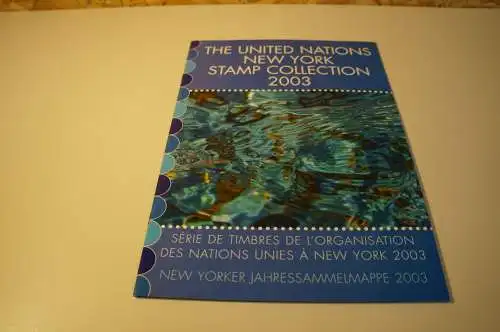 THE UNITED NATIONS
NEW YORK
STAMP COLLECTION
2003
SÉRIE DE TIMBRES DE L'ORGANISATION
DES NATIONS UNIES À NEW YORK 2003
NEW YORKER JAHRESSAMMELMAPPE 2003